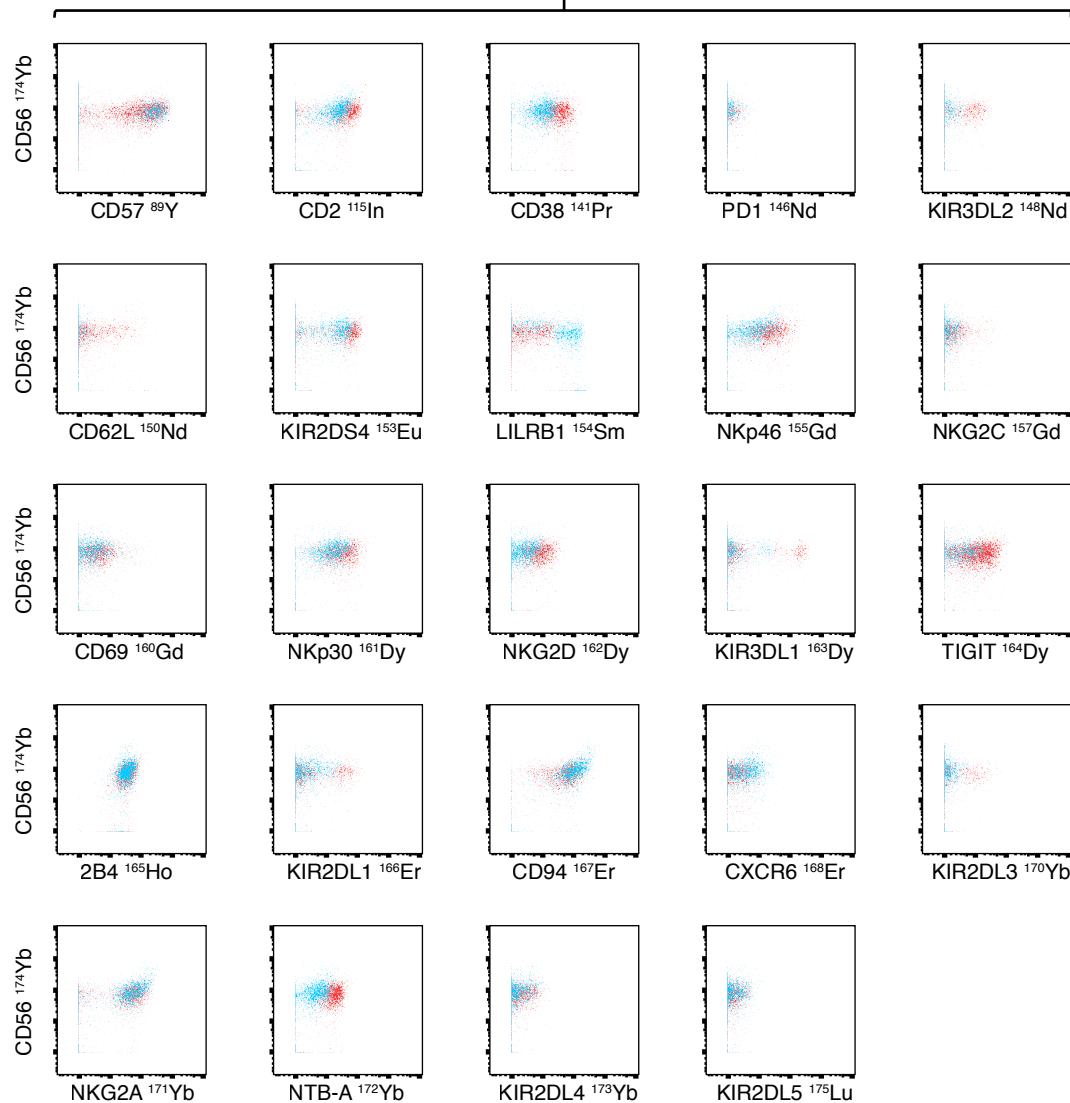 CD56 ¹⁷⁴Yb
CD57 ⁸⁹Y
CD2 ¹¹⁵In
CD38 ¹⁴¹Pr
PD1 ¹⁴⁶Nd
KIR3DL2 ¹⁴⁸Nd
CD56 ¹⁷⁴Yb
CD62L ¹⁵⁰Nd
KIR2DS4 ¹⁵³Eu
LILRB1 ¹⁵⁴Sm
NKp46 ¹⁵⁵Gd
NKG2C ¹⁵⁷Gd
CD56 ¹⁷⁴Yb
CD69 ¹⁶⁰Gd
NKp30 ¹⁶¹Dy
NKG2D ¹⁶²Dy
KIR3DL1 ¹⁶³Dy
TIGIT ¹⁶⁴Dy
CD56 ¹⁷⁴Yb
2B4 ¹⁶⁵Ho
KIR2DL1 ¹⁶⁶Er
CD94 ¹⁶⁷Er
CXCR6 ¹⁶⁸Er
KIR2DL3 ¹⁷⁰Yb
CD56 ¹⁷⁴Yb
NKG2A ¹⁷¹Yb
NTB-A ¹⁷²Yb
KIR2DL4 ¹⁷³Yb
KIR2DL5 ¹⁷⁵Lu